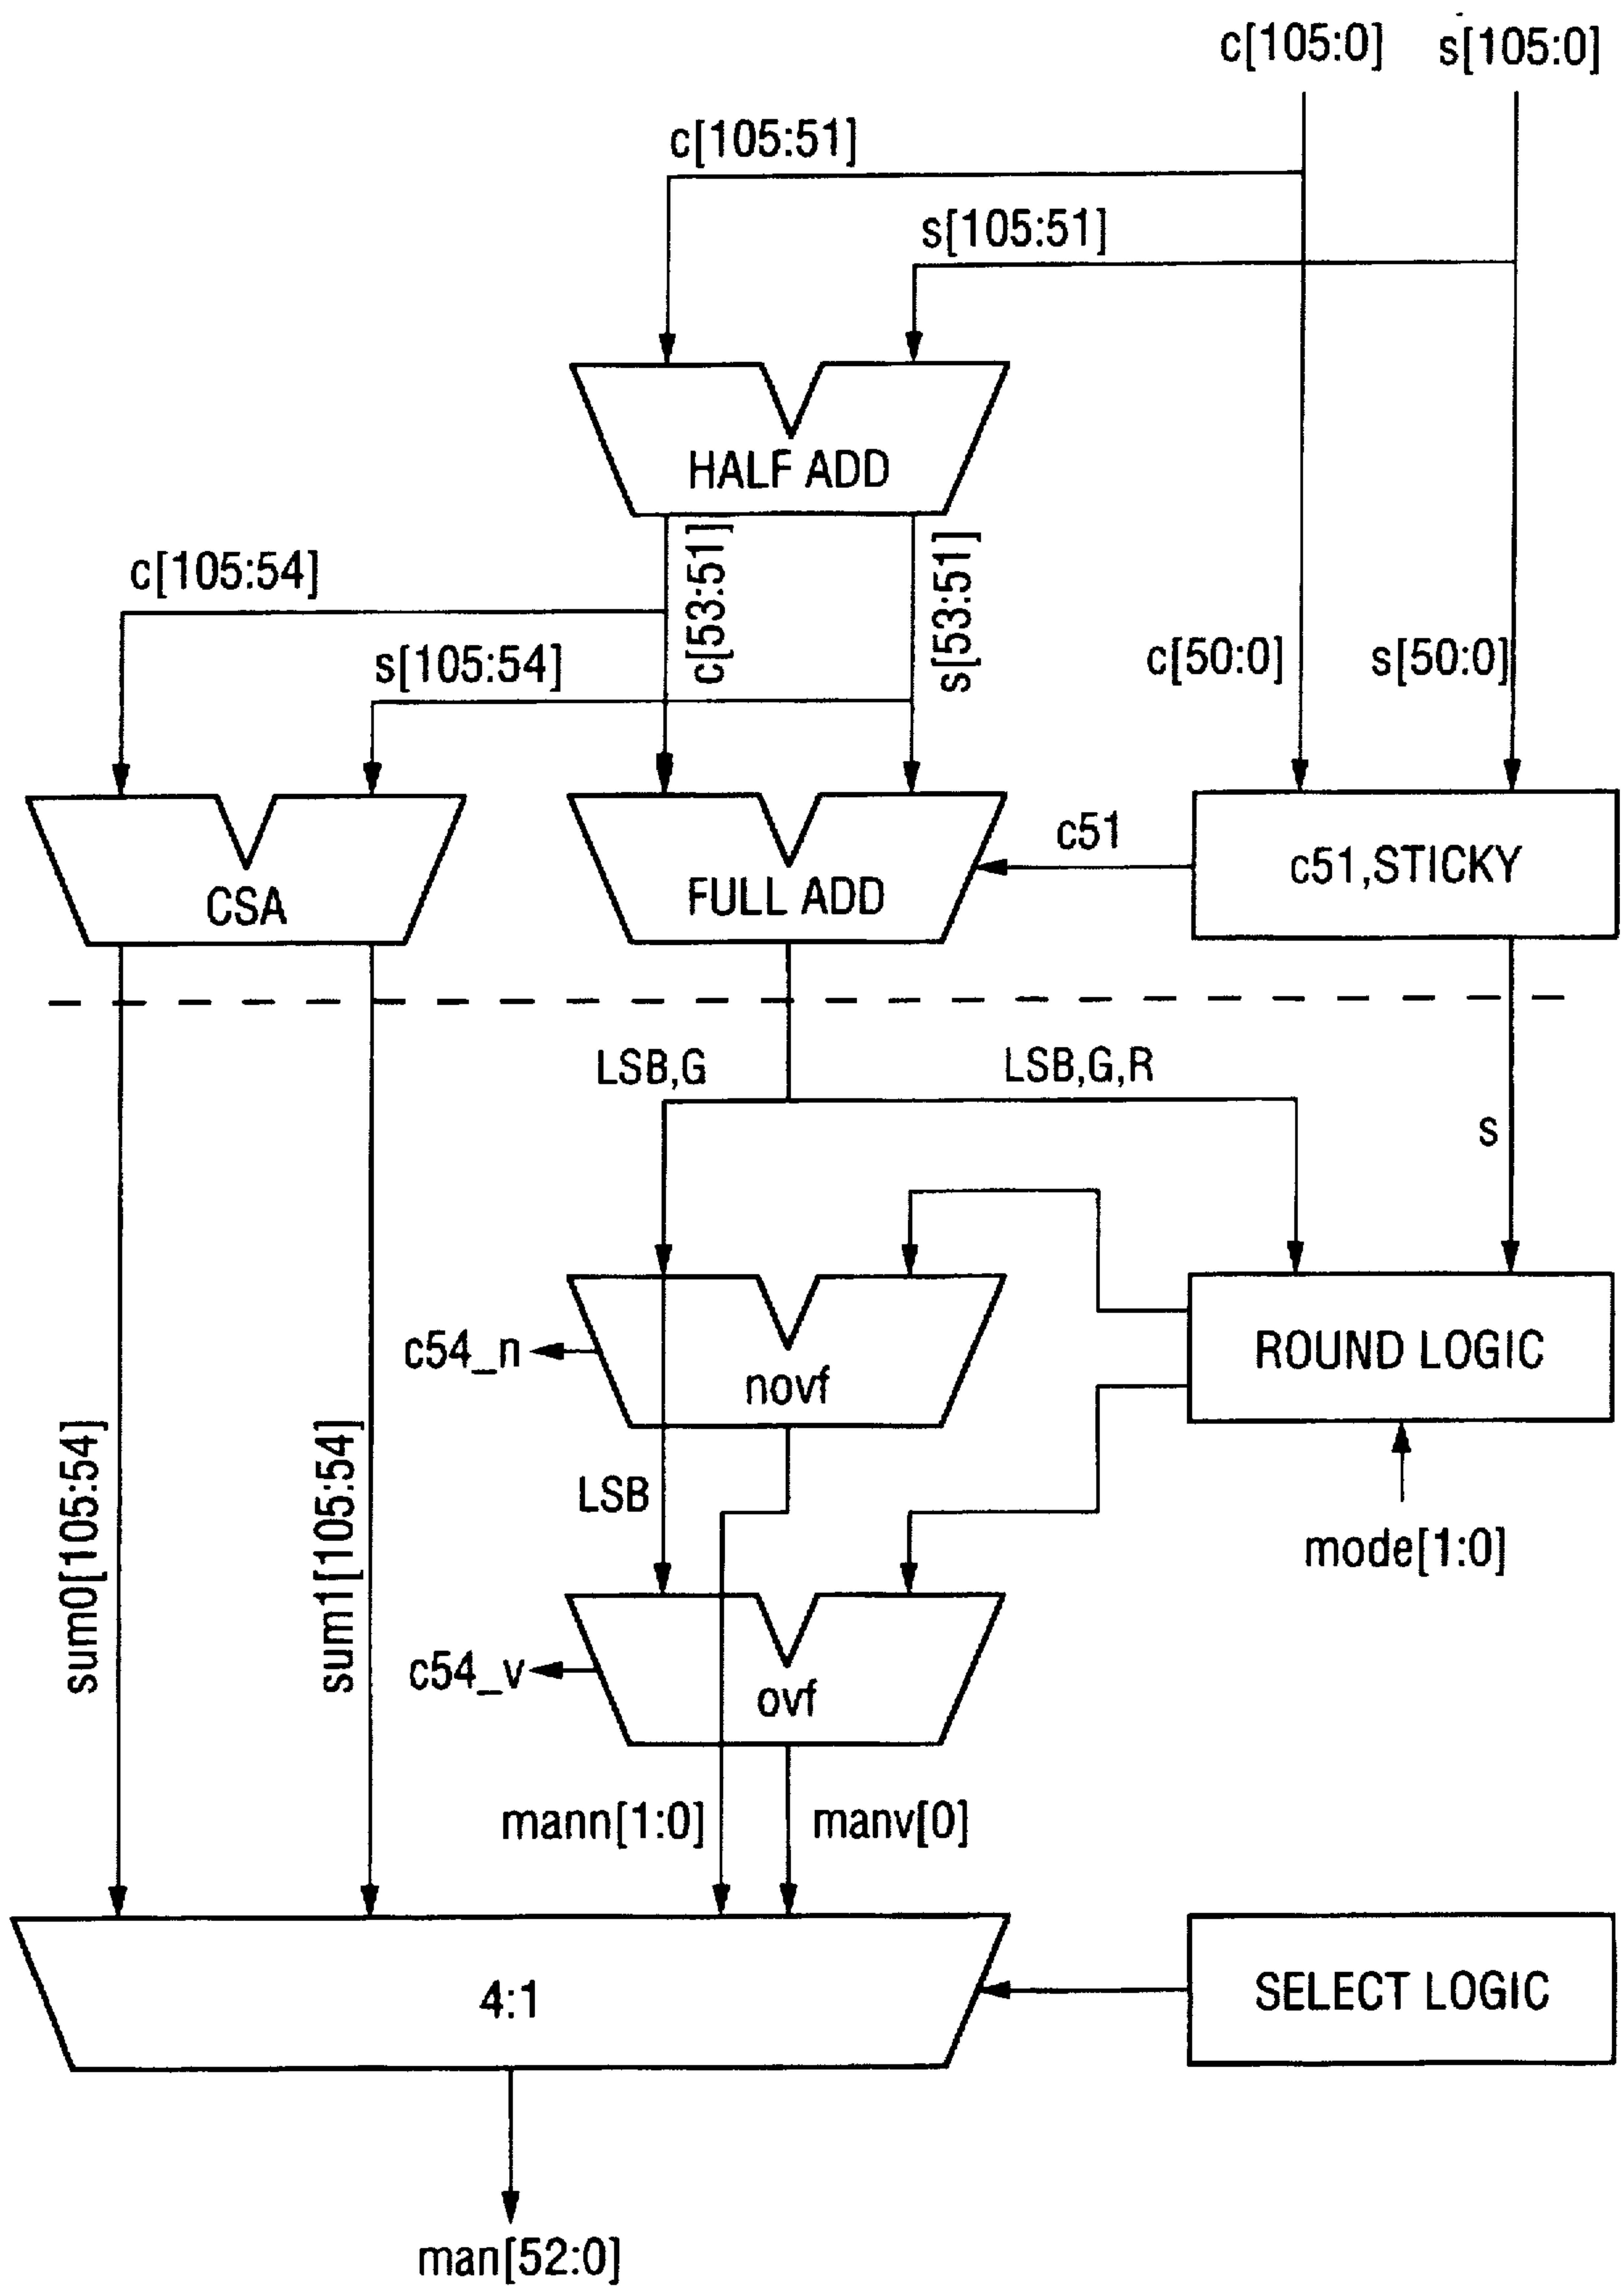 c[105:0]
s[105:0]
c[105:51]
s[105:51]
HALF ADD
c[105:54]
c[53:51]
s[53:51]
s[105:54]
c[50:0]
s[50:0]
CSA
FULL ADD
c51
c51,STICKY
LSB,G
LSB,G,R
s
c54_n
novf
ROUND LOGIC
sum0[105:54]
sum1[105:54]
LSB
mode[1:0]
c54_v
ovf
mann[1:0]
manv[0]
4:1
SELECT LOGIC
man[52:0]